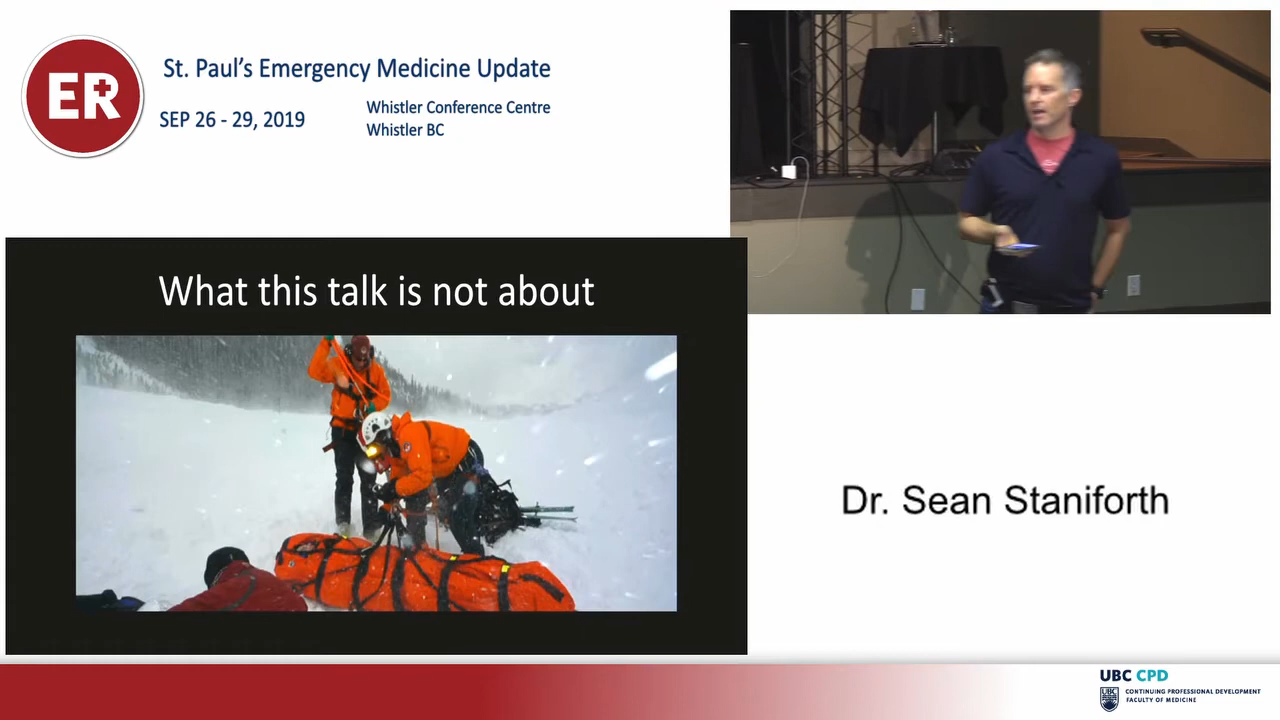 ER
St. Paul's Emergency Medicine Update
SEP 26 - 29, 2019
Whistler Conference Centre
Whistler BC
What this talk is not about
Dr. Sean Staniforth
UBC CPD
UBC
CONTINUING PROFESSIONAL DEVELOPMENT
FACULTY OF MEDICINE